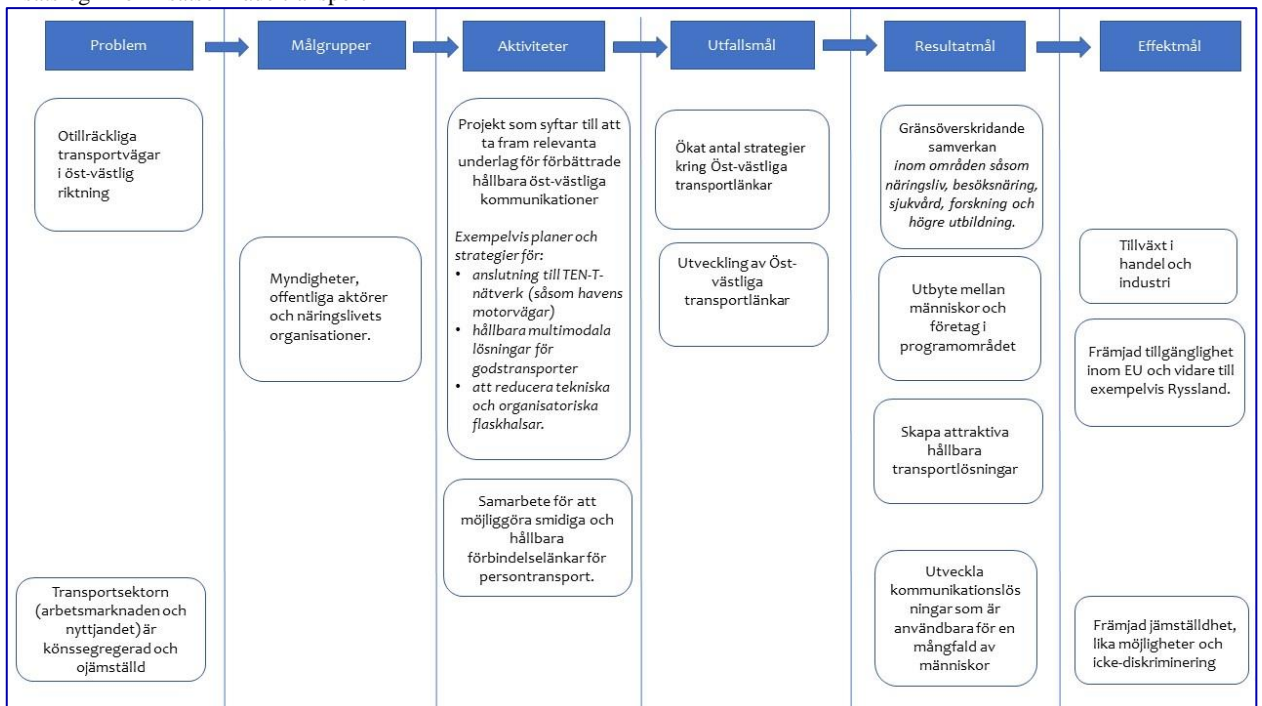 Problem
Målgrupper
Aktiviteter
Utfallsmål
Resultatmål
Effektmål
Otillräckliga
transportvägar
i öst-västlig
riktning
Transportsektorn
(arbetsmarknaden och
nyttjandet) är
könssegregerad och
ojämställd
Myndigheter,
offentliga aktörer
och näringslivets
organisationer.
Projekt som syftar till att
ta fram relevanta
underlag för förbättrade
hållbara öst-västliga
kommunikationer
Exempelvis planer och
strategier för:
• anslutning till TEN-T-
nätverk (såsom havens
motorvägar)
• hållbara multimodala
lösningar för
godstransporter
• att reducera tekniska
och organisatoriska
flaskhalsar.
Samarbete för att
möjliggöra smidiga och
hållbara
förbindelselänkar för
persontransport.
Ökat antal strategier
kring Öst-västliga
transportlänkar
Utveckling av Öst-
västliga
transportlänkar
Gränsöverskridande
samverkan
inom områden såsom
näringsliv, besöksnäring,
sjukvård, forskning och
högre utbildning.
Utbyte mellan
människor och
företag i
programområdet
Skapa attraktiva
hållbara
transportlösningar
Utveckla
kommunikationslös
ningar som är
användbara för en
mångfald av
människor
Tillväxt i
handel och
industri
Främjad tillgänglighet
inom EU och vidare till
exempelvis Ryssland.
Främjad jämställdhet,
lika möjligheter och
icke-diskriminering